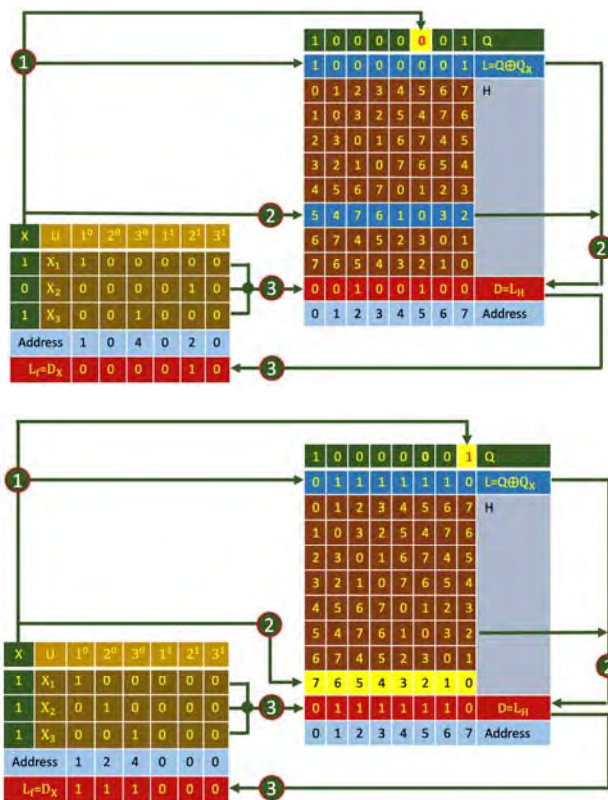 1 0 0 0 0 0 0 1 Q
1
1 0 0 0 0 0 0 1 L=Q⊕Qₓ
0 1 2 3 4 5 6 7 H
1 0 3 2 5 4 7 6
2 3 0 1 6 7 4 5
3 2 1 0 7 6 5 4
4 5 6 7 0 1 2 3
2
5 4 7 6 1 0 3 2
6 7 4 5 2 3 0 1
2
7 6 5 4 3 2 1 0
0 0 1 0 0 1 0 0 D=L_H
0 1 2 3 4 5 6 7 Address
X U 1⁰ 2⁰ 3⁰ 1¹ 2¹ 3¹
1 X₁ 1 0 0 0 0 0
0 X₂ 0 0 0 0 1 0
3
1 X₃ 0 0 1 0 0 0
Address 1 0 4 0 2 0
L_f=Dₓ 0 0 0 0 1 0
3
1 0 0 0 0 0 0 1 Q
1
0 1 1 1 1 1 1 0 L=Q⊕Qₓ
0 1 2 3 4 5 6 7 H
1 0 3 2 5 4 7 6
2 3 0 1 6 7 4 5
3 2 1 0 7 6 5 4
4 5 6 7 0 1 2 3
2
5 4 7 6 1 0 3 2
6 7 4 5 2 3 0 1
2
7 6 5 4 3 2 1 0
0 1 1 1 1 1 1 0 D=L_H
0 1 2 3 4 5 6 7 Address
X U 1⁰ 2⁰ 3⁰ 1¹ 2¹ 3¹
1 X₁ 1 0 0 0 0 0
1 X₂ 0 1 0 0 0 0
3
1 X₃ 0 0 1 0 0 0
Address 1 2 4 0 0 0
L_f=Dₓ 1 1 1 0 0 0
3